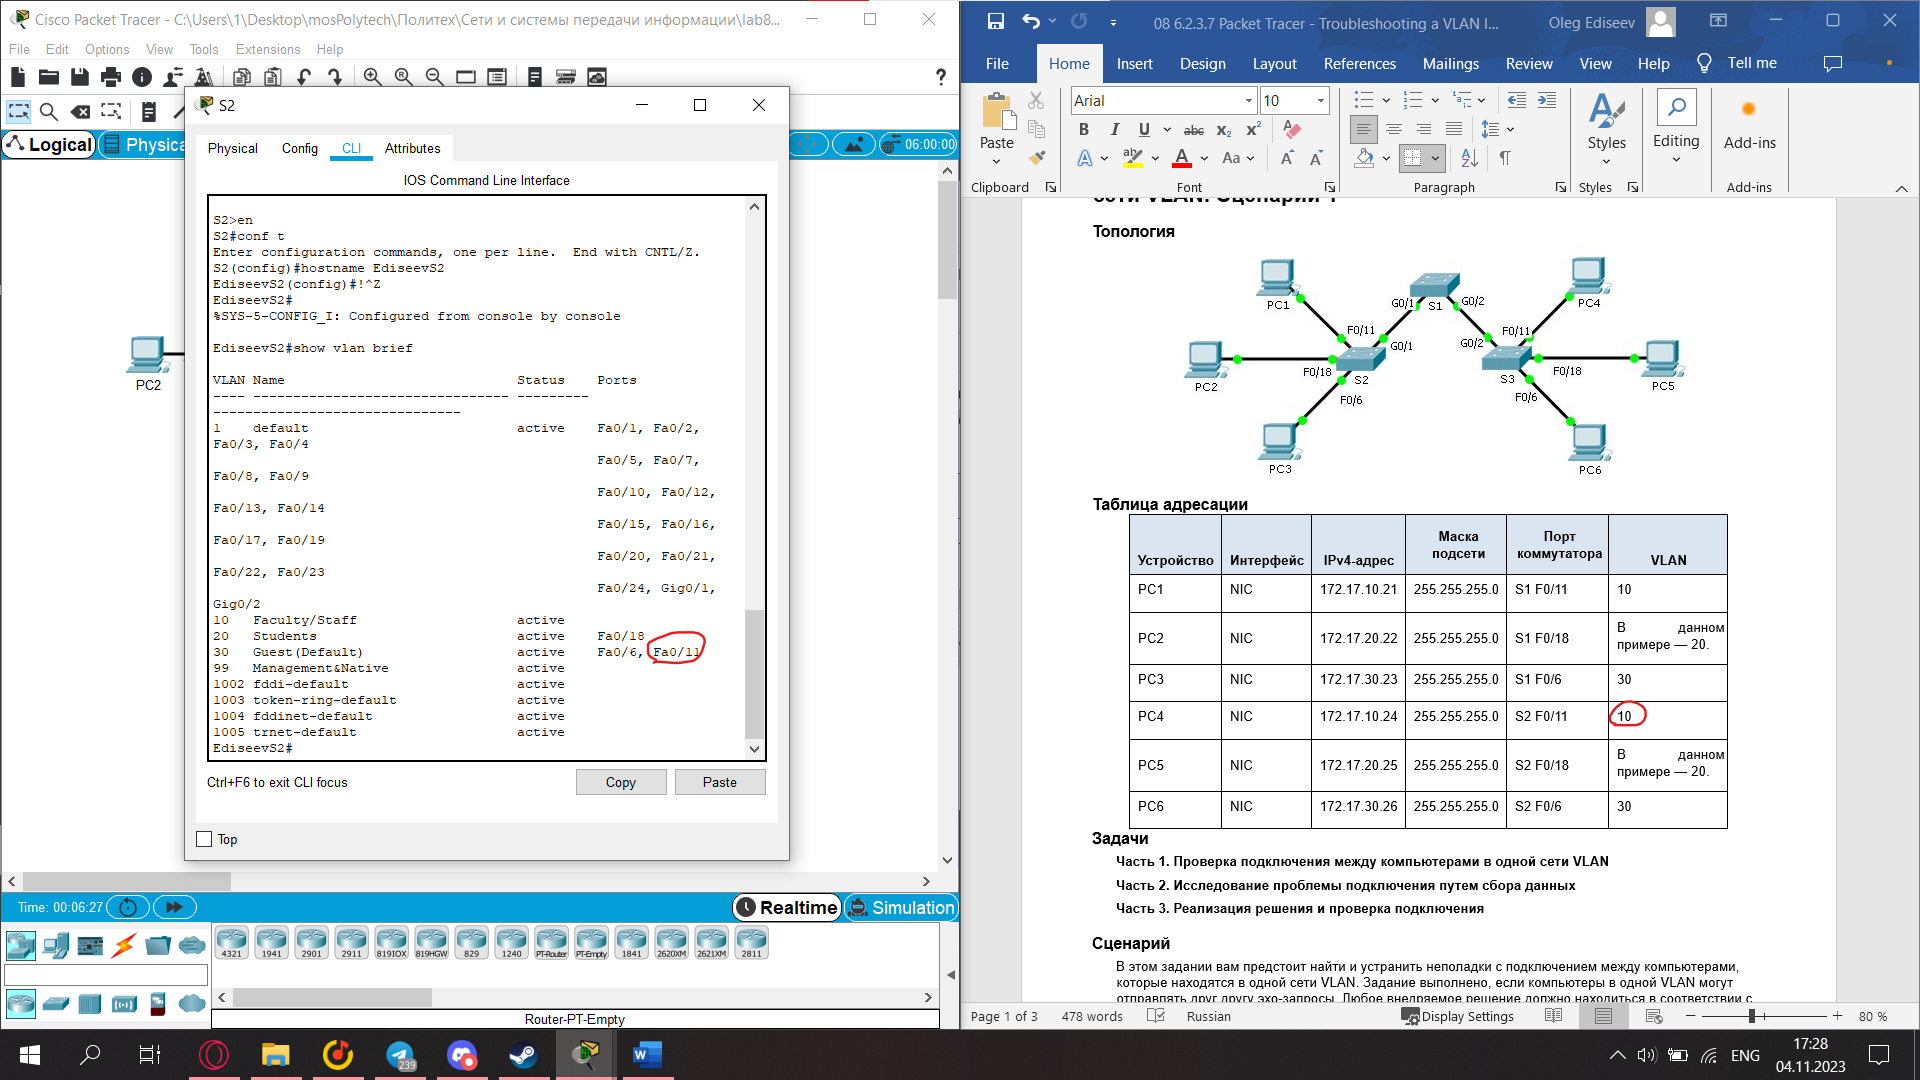 Cisco Packet Tracer - C:\Users\1\Desktop\mosPolytech\Политех\Сети и системы передачи информации\lab8...
File Edit Options View Tools Extensions Help
Logical
Physica
06:00:00
PC2
S2
Physical Config CLI Attributes
IOS Command Line Interface
S2>en
S2#conf t
Enter configuration commands, one per line.  End with CNTL/Z.
S2(config)#hostname EdiseevS2
EdiseevS2(config)#!^Z
EdiseevS2#
%SYS-5-CONFIG_I: Configured from console by console
EdiseevS2#show vlan brief
VLAN Name Status Ports
---- -------------------------------- ---------
-------------------------------
1 default active Fa0/1, Fa0/2,
Fa0/3, Fa0/4
Fa0/5, Fa0/7,
Fa0/8, Fa0/9
Fa0/10, Fa0/12,
Fa0/13, Fa0/14
Fa0/15, Fa0/16,
Fa0/17, Fa0/19
Fa0/20, Fa0/21,
Fa0/22, Fa0/23
Fa0/24, Gig0/1,
Gig0/2
10 Faculty/Staff active
20 Students active Fa0/18
30 Guest(Default) active Fa0/6, Fa0/11
99 Management&Native active
1002 fddi-default active
1003 token-ring-default active
1004 fddinet-default active
1005 trnet-default active
EdiseevS2#
Ctrl+F6 to exit CLI focus
Copy
Paste
Top
Time: 00:06:27
Realtime
Simulation
4321 1941 2901 2911 819IOX 819HGW 829 1240 PT-Router PT-Empty 1841 2620XM 2621XM 2811
Router-PT-Empty
08 6.2.3.7 Packet Tracer - Troubleshooting a VLAN I...
Oleg Ediseev
File Home Insert Design Layout References Mailings Review View Help Tell me
Paste
Arial
10
Styles
Editing
Add-ins
Clipboard Font Paragraph Styles Add-ins
сети VLAN. Сценарий 1
Топология
PC1
G0/1
S1
G0/2
PC4
F0/11
G0/1
G0/2
F0/11
PC2
F0/18
S2
S3
F0/18
PC5
F0/6
F0/6
PC3
PC6
Таблица адресации
Устройство Интерфейс IPv4-адрес Маска подсети Порт коммутатора VLAN
PC1 NIC 172.17.10.21 255.255.255.0 S1 F0/11 10
PC2 NIC 172.17.20.22 255.255.255.0 S1 F0/18 В данном примере — 20.
PC3 NIC 172.17.30.23 255.255.255.0 S1 F0/6 30
PC4 NIC 172.17.10.24 255.255.255.0 S2 F0/11 10
PC5 NIC 172.17.20.25 255.255.255.0 S2 F0/18 В данном примере — 20.
PC6 NIC 172.17.30.26 255.255.255.0 S2 F0/6 30
Задачи
Часть 1. Проверка подключения между компьютерами в одной сети VLAN
Часть 2. Исследование проблемы подключения путем сбора данных
Часть 3. Реализация решения и проверка подключения
Сценарий
В этом задании вам предстоит найти и устранить неполадки с подключением между компьютерами,
которые находятся в одной сети VLAN. Задание выполнено, если компьютеры в одной VLAN могут
отправлять друг другу эхо-запросы. Любое внедряемое решение должно находиться в соответствии с
Page 1 of 3 478 words Russian Display Settings 80 %
239
ENG
17:28
04.11.2023